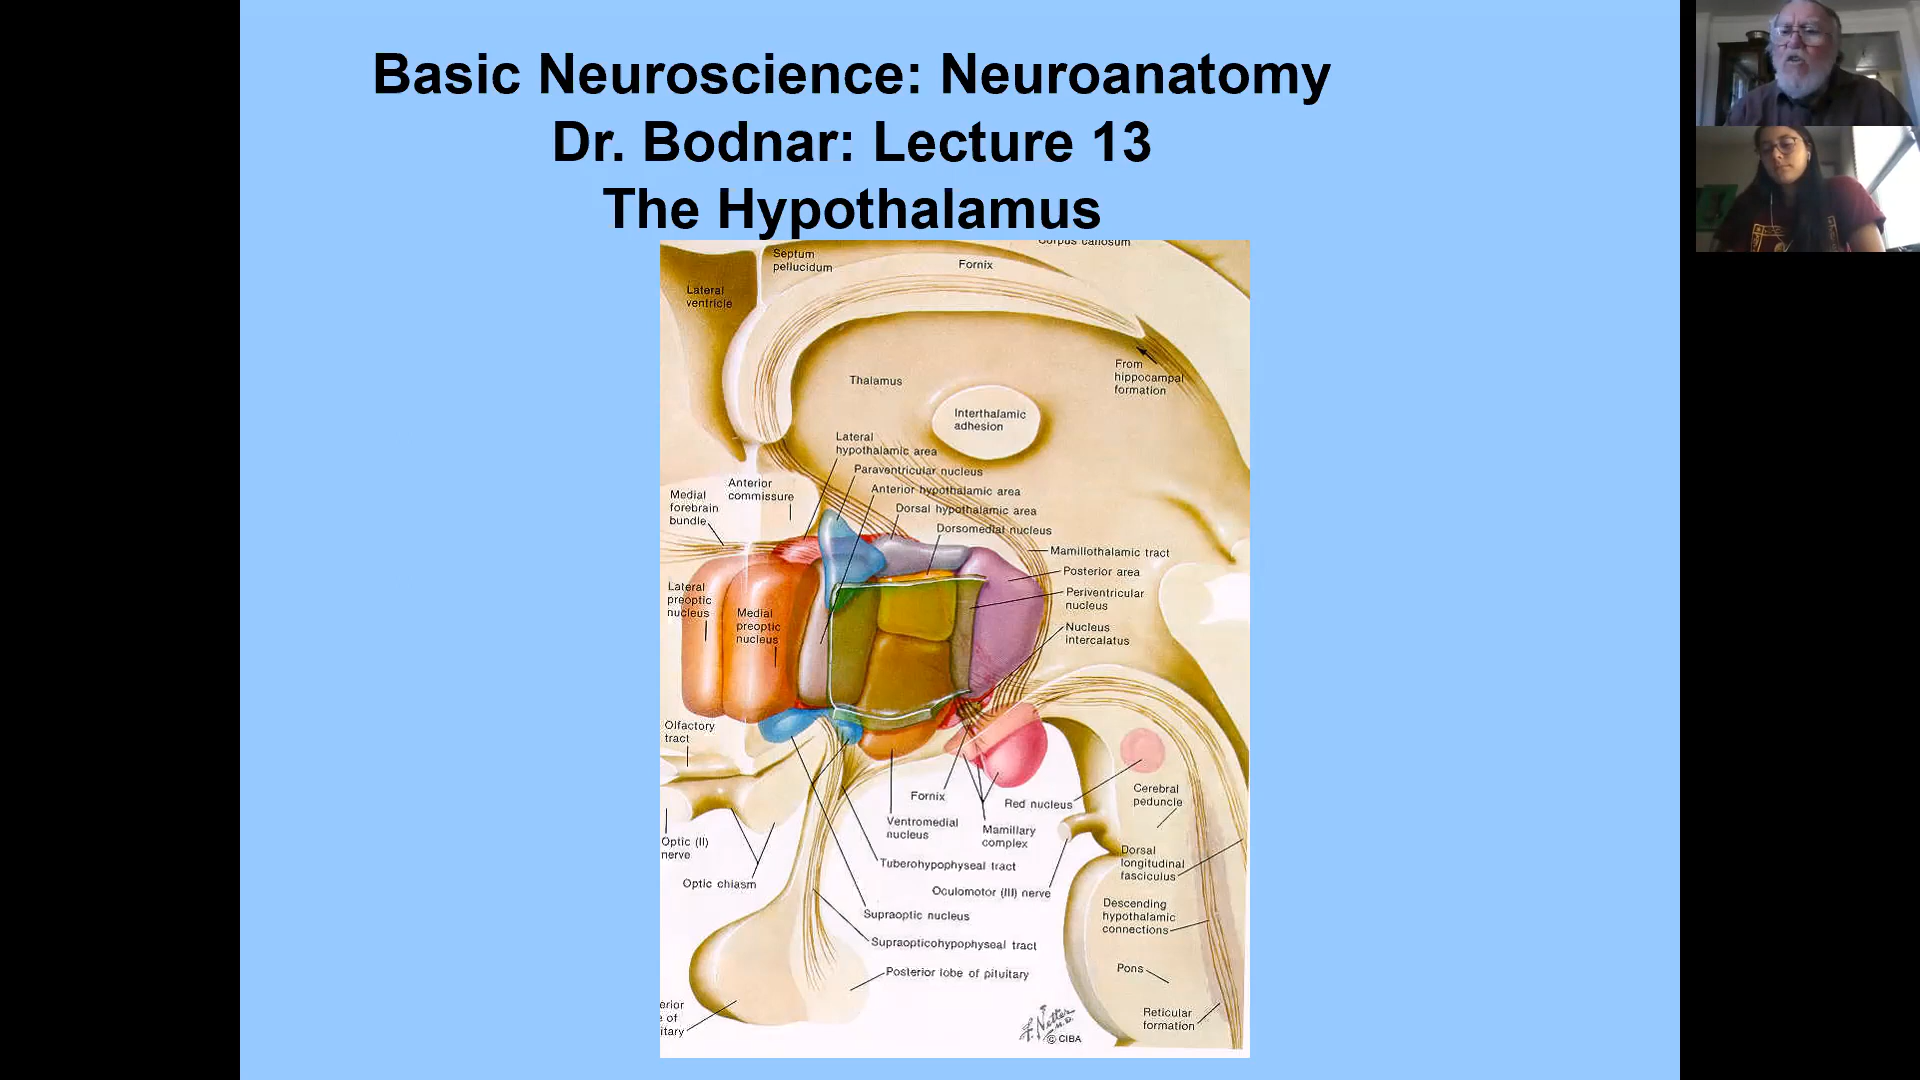 Basic Neuroscience: Neuroanatomy
Dr. Bodnar: Lecture 13
The Hypothalamus
Corpus callosum
Septum
pellucidum
Fornix
Lateral
ventricle
From
hippocampal
formation
Thalamus
Interthalamic
adhesion
Lateral
hypothalamic area
Paraventricular nucleus
Anterior hypothalamic area
Dorsal hypothalamic area
Dorsomedial nucleus
Anterior
commissure
Medial
forebrain
bundle
Mamillothalamic tract
Posterior area
Periventricular
nucleus
Nucleus
intercalatus
Lateral
preoptic
nucleus
Medial
preoptic
nucleus
Olfactory
tract
Fornix
Red nucleus
Cerebral
peduncle
Ventromedial
nucleus
Mamillary
complex
Optic (II)
nerve
Optic chiasm
Tuberohypophyseal tract
Oculomotor (III) nerve
Dorsal
longitudinal
fasciculus
Supraoptic nucleus
Descending
hypothalamic
connections
Supraopticohypophyseal tract
Posterior lobe of pituitary
Pons
erior
e of
itary
Reticular
formation
F. Netter
M.D.
© CIBA